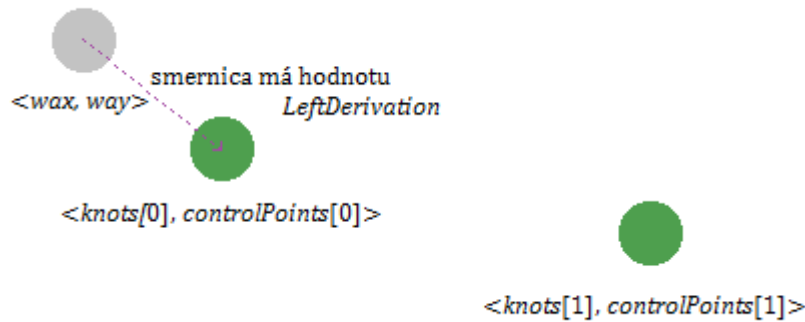 smernica má hodnotu
<wax, way>
LeftDerivation
<knots[0], controlPoints[0]>
<knots[1], controlPoints[1]>